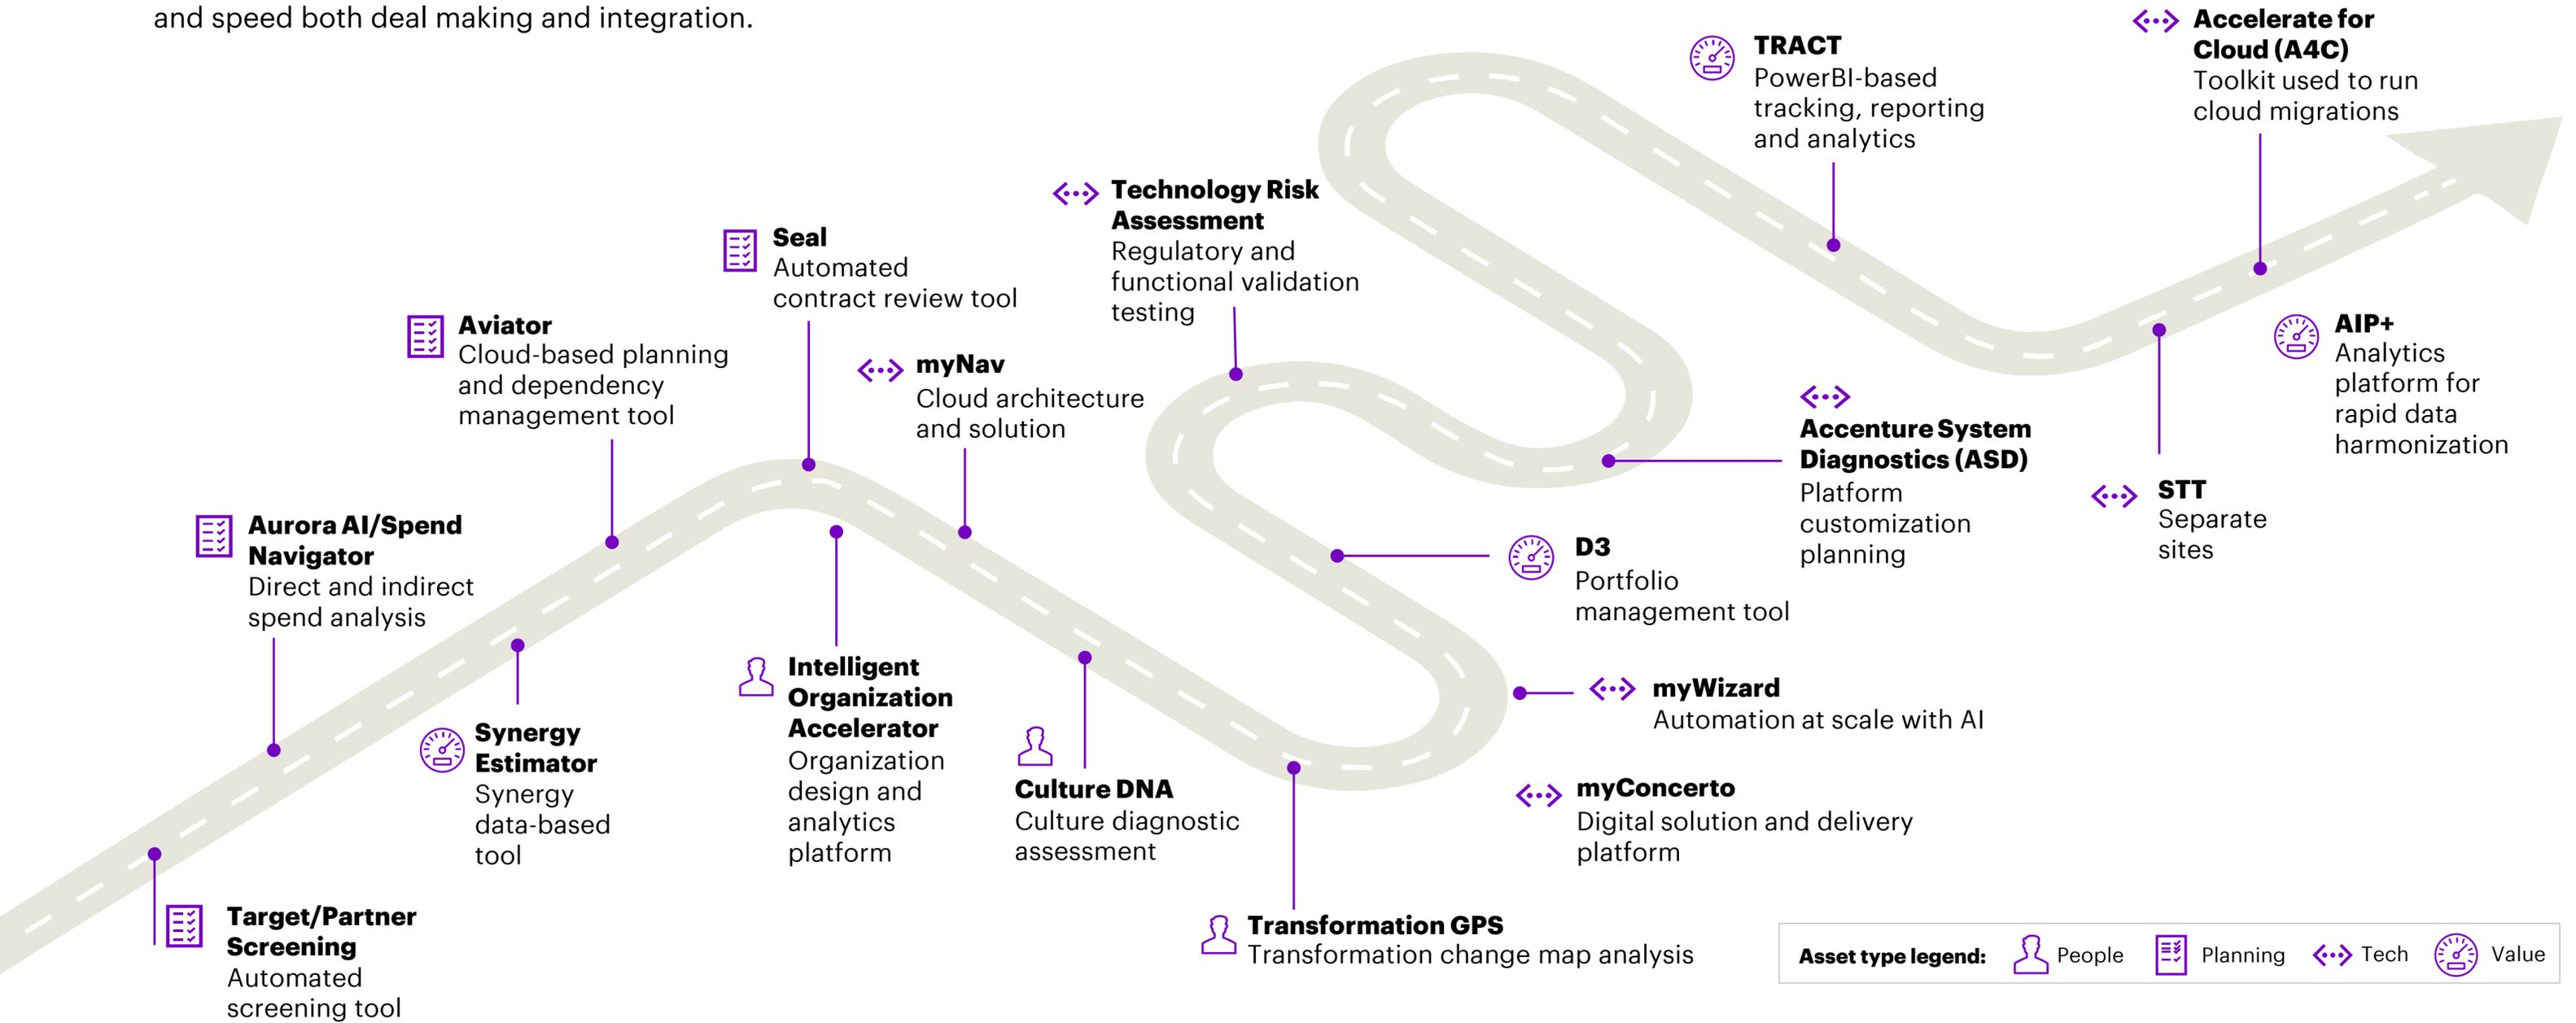 and speed both deal making and integration.
Target/Partner
Screening
Automated
screening tool
Aurora AI/Spend
Navigator
Direct and indirect
spend analysis
Synergy
Estimator
Synergy
data-based
tool
Aviator
Cloud-based planning
and dependency
management tool
Seal
Automated
contract review tool
Intelligent
Organization
Accelerator
Organization
design and
analytics
platform
myNav
Cloud architecture
and solution
Culture DNA
Culture diagnostic
assessment
Transformation GPS
Transformation change map analysis
myConcerto
Digital solution and delivery
platform
myWizard
Automation at scale with AI
D3
Portfolio
management tool
Technology Risk
Assessment
Regulatory and
functional validation
testing
Accenture System
Diagnostics (ASD)
Platform
customization
planning
TRACT
PowerBI-based
tracking, reporting
and analytics
STT
Separate
sites
Accelerate for
Cloud (A4C)
Toolkit used to run
cloud migrations
AIP+
Analytics
platform for
rapid data
harmonization
Asset type legend: People Planning Tech Value